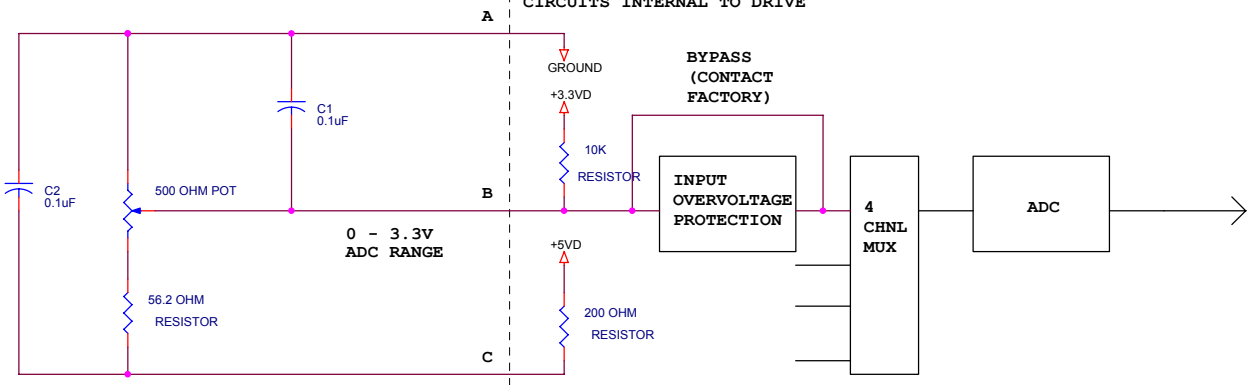 CIRCUITS INTERNAL TO DRIVE
A
GROUND
BYPASS
(CONTACT
FACTORY)
+3.3VD
C1
0.1uF
10K
RESISTOR
C2
0.1uF
500 OHM POT
B
INPUT
OVERVOLTAGE
PROTECTION
4
CHNL
MUX
ADC
0 - 3.3V
ADC RANGE
+5VD
56.2 OHM
RESISTOR
200 OHM
RESISTOR
C